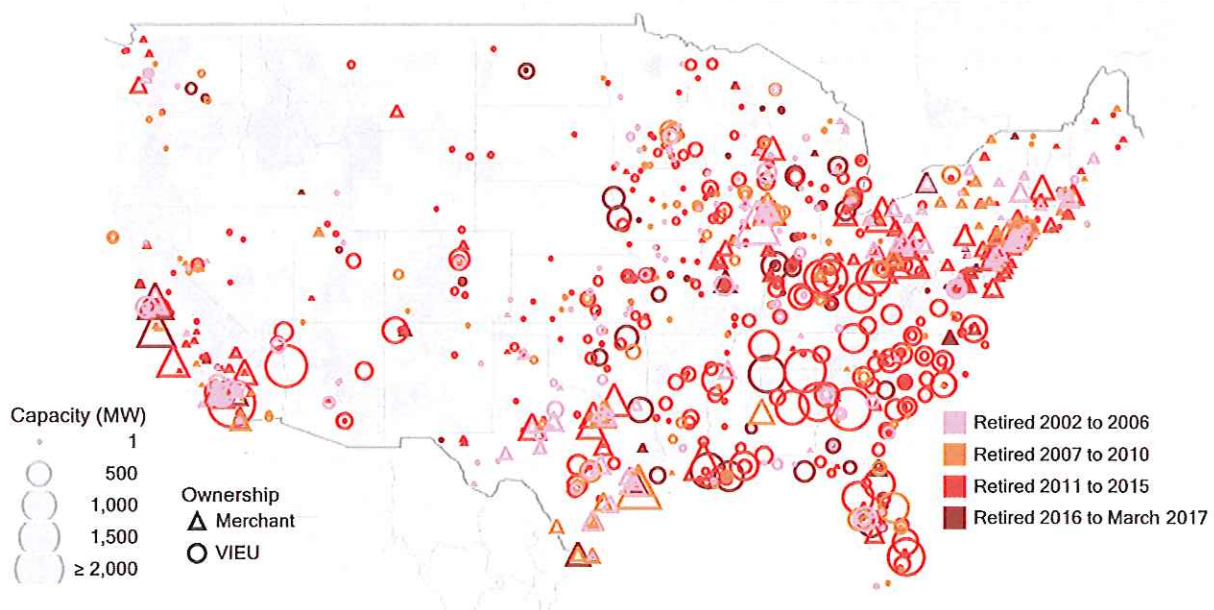 Capacity (MW)
1
500
1,000
1,500
≥ 2,000
Ownership
Merchant
VIEU
Retired 2002 to 2006
Retired 2007 to 2010
Retired 2011 to 2015
Retired 2016 to March 2017